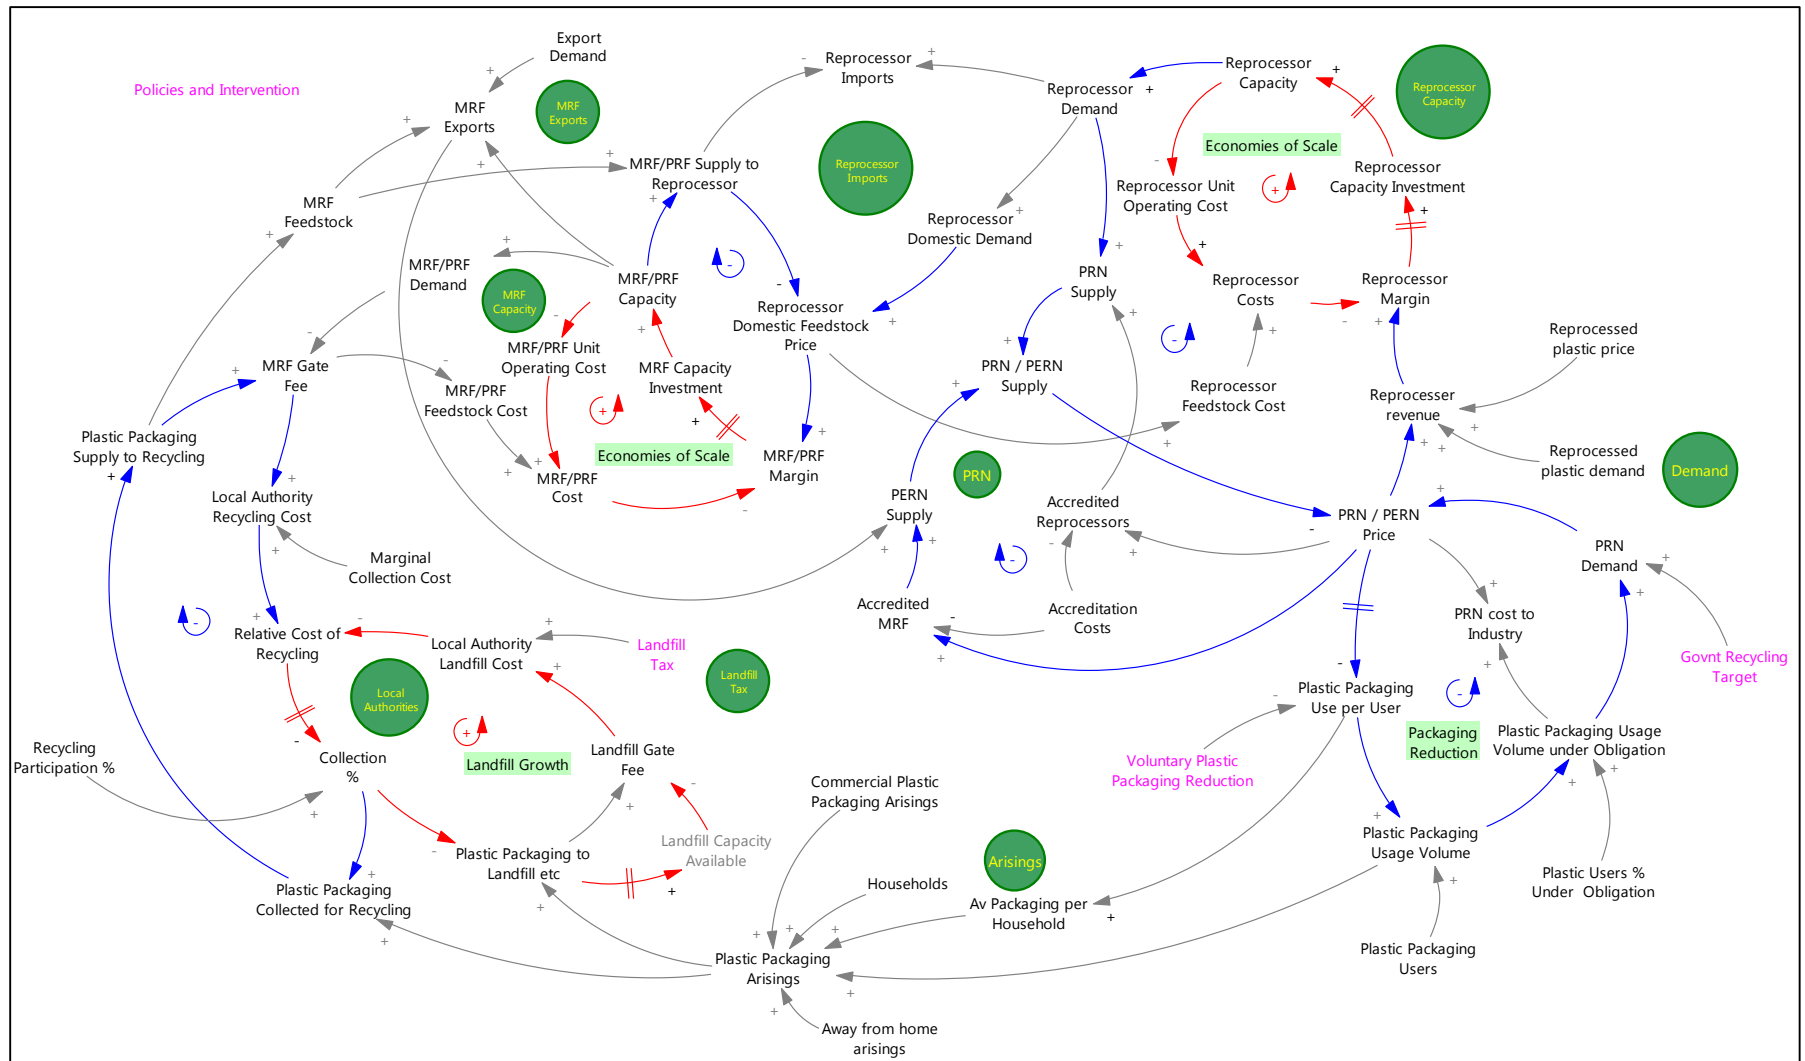 Export
Demand
Policies and Intervention
MRF
Exports
MRF
Exports
Reprocessor
Imports
Reprocessor
Demand
Reprocessor
Capacity
Reprocessor
Capacity
Economies of Scale
MRF/PRF Supply to
Reprocessor
Reprocessor
Imports
Reprocessor Unit
Operating Cost
Reprocessor
Capacity Investment
MRF
Feedstock
Reprocessor
Domestic Demand
MRF/PRF
Demand
MRF
Capacity
MRF/PRF
Capacity
Reprocessor
Domestic Feedstock
Price
PRN
Supply
Reprocessor
Costs
Reprocessor
Margin
Reprocessed
plastic price
MRF Gate
Fee
MRF/PRF Unit
Operating Cost
MRF Capacity
Investment
MRF/PRF
Feedstock Cost
PRN / PERN
Supply
Reprocessor
Feedstock Cost
Reprocesser
revenue
Plastic Packaging
Supply to Recycling
Economies of Scale
MRF/PRF
Margin
MRF/PRF
Cost
PRN
Reprocessed
plastic demand
Demand
Local Authority
Recycling Cost
PERN
Supply
Accredited
Reprocessors
PRN / PERN
Price
PRN
Demand
Marginal
Collection Cost
Accredited
MRF
Accreditation
Costs
PRN cost to
Industry
Relative Cost of
Recycling
Local Authority
Landfill Cost
Landfill
Tax
Landfill
Tax
Govnt Recycling
Target
Local
Authorities
Plastic Packaging
Use per User
Plastic Packaging Usage
Volume under Obligation
Packaging
Reduction
Recycling
Participation %
Collection
%
Landfill Growth
Landfill Gate
Fee
Voluntary Plastic
Packaging Reduction
Commercial Plastic
Packaging Arisings
Landfill Capacity
Available
Plastic Packaging
Usage Volume
Plastic Packaging to
Landfill etc
Arisings
Plastic Users %
Under  Obligation
Plastic Packaging
Collected for Recycling
Households
Av Packaging per
Household
Plastic Packaging
Users
Plastic Packaging
Arisings
Away from home
arisings